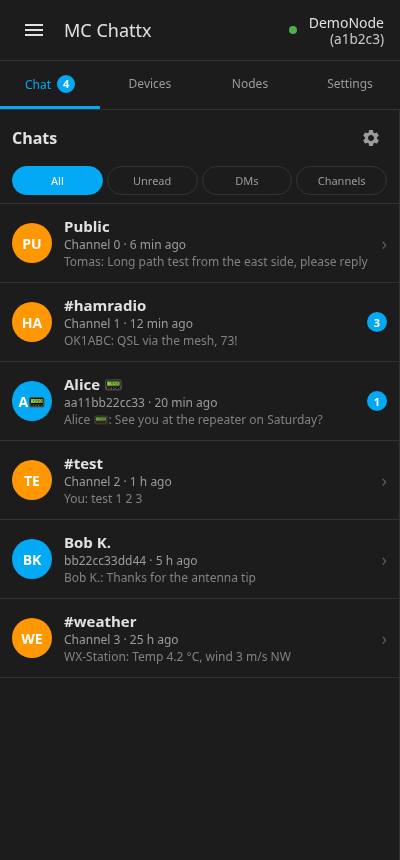 MC Chattx
DemoNode
(a1b2c3)
Chat 4
Devices
Nodes
Settings
Chats
All
Unread
DMs
Channels
PU
Public
Channel 0 · 6 min ago
Tomas: Long path test from the east side, please reply
HA
#hamradio
Channel 1 · 12 min ago
OK1ABC: QSL via the mesh, 73!
3
A📟
Alice 📟
aa11bb22cc33 · 20 min ago
Alice 📟: See you at the repeater on Saturday?
1
TE
#test
Channel 2 · 1 h ago
You: test 1 2 3
BK
Bob K.
bb22cc33dd44 · 5 h ago
Bob K.: Thanks for the antenna tip
WE
#weather
Channel 3 · 25 h ago
WX-Station: Temp 4.2 °C, wind 3 m/s NW